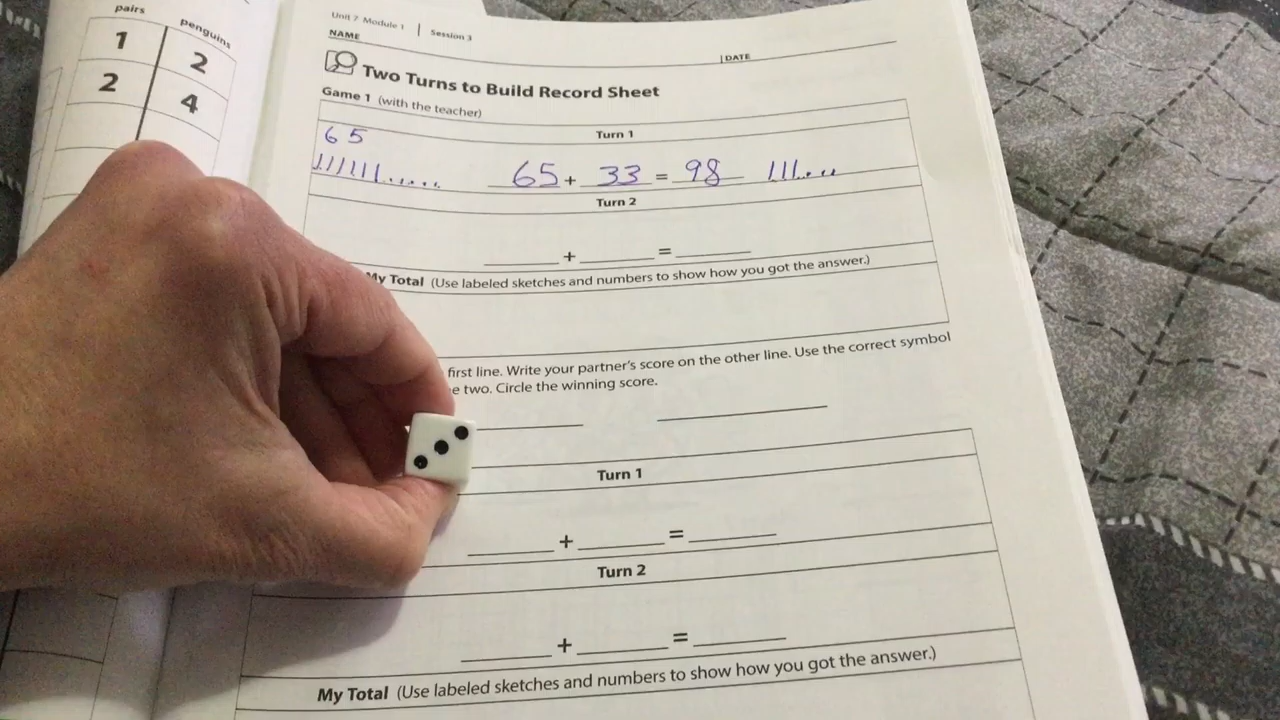 pairs penguins
1 2
2 4
Unit 7 Module 1 | Session 3
NAME | DATE
Two Turns to Build Record Sheet
Game 1 (with the teacher)
Turn 1
6 5
65 + 33 = 98
Turn 2
+ =
My Total (Use labeled sketches and numbers to show how you got the answer.)
first line. Write your partner's score on the other line. Use the correct symbol
two. Circle the winning score.
Turn 1
+ =
Turn 2
+ =
My Total (Use labeled sketches and numbers to show how you got the answer.)